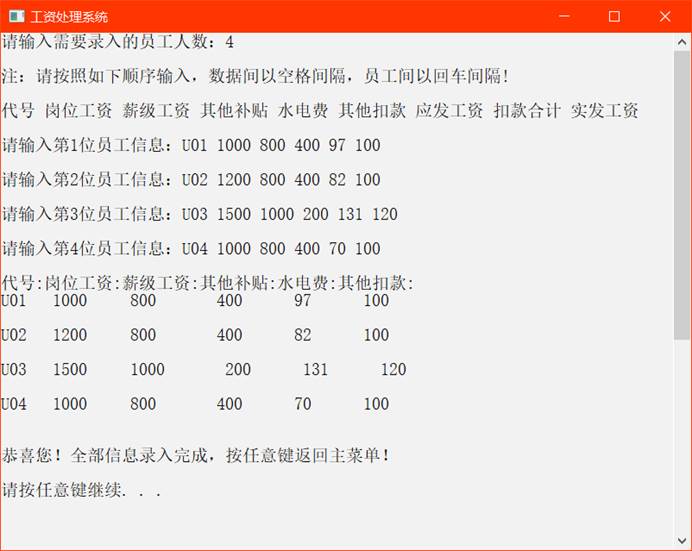 工资处理系统
请输入需要录入的员工人数：4
注：请按照如下顺序输入，数据间以空格间隔，员工间以回车间隔!
代号 岗位工资 薪级工资 其他补贴 水电费 其他扣款 应发工资 扣款合计 实发工资
请输入第1位员工信息：U01 1000 800 400 97 100
请输入第2位员工信息：U02 1200 800 400 82 100
请输入第3位员工信息：U03 1500 1000 200 131 120
请输入第4位员工信息：U04 1000 800 400 70 100
代号:岗位工资:薪级工资:其他补贴:水电费:其他扣款:
U01 1000 800 400 97 100
U02 1200 800 400 82 100
U03 1500 1000 200 131 120
U04 1000 800 400 70 100
恭喜您！全部信息录入完成，按任意键返回主菜单!
请按任意键继续. . .